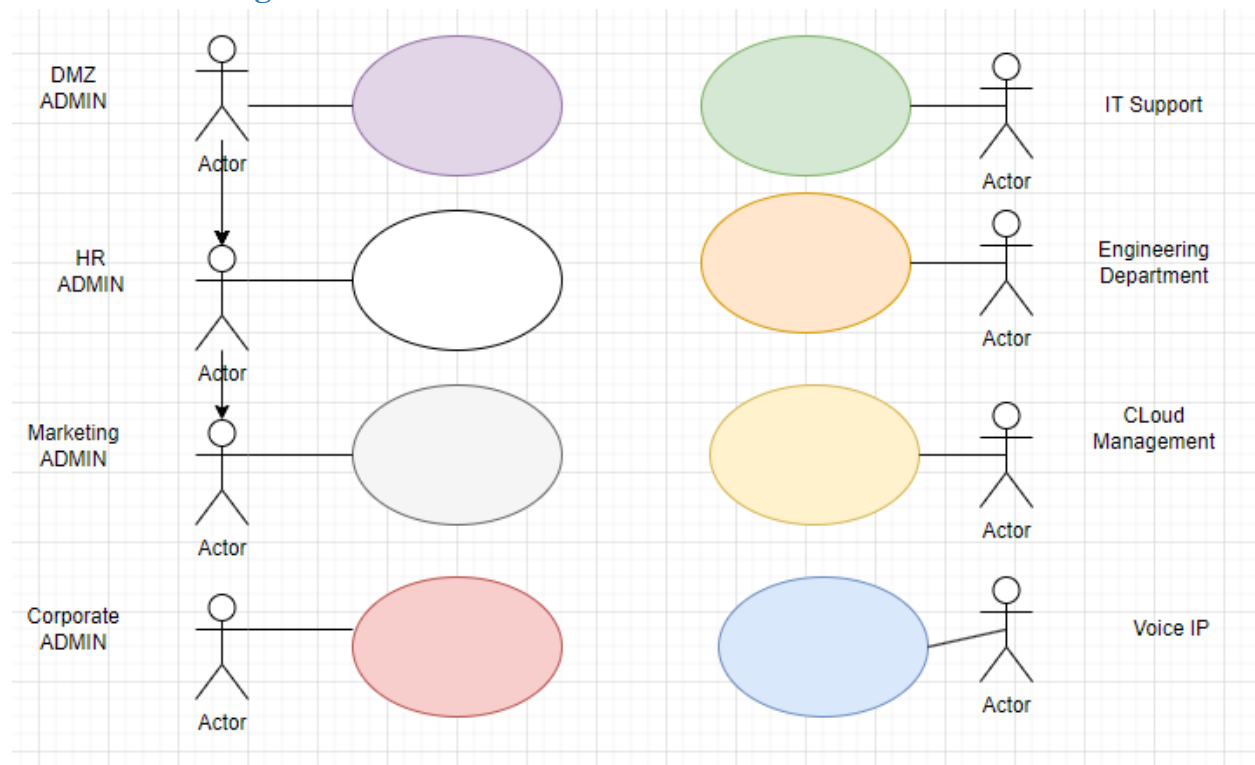 DMZ
ADMIN
Actor
IT Support
Actor
HR
ADMIN
Actor
Engineering
Department
Actor
Marketing
ADMIN
Actor
CLoud
Management
Actor
Corporate
ADMIN
Actor
Voice IP
Actor